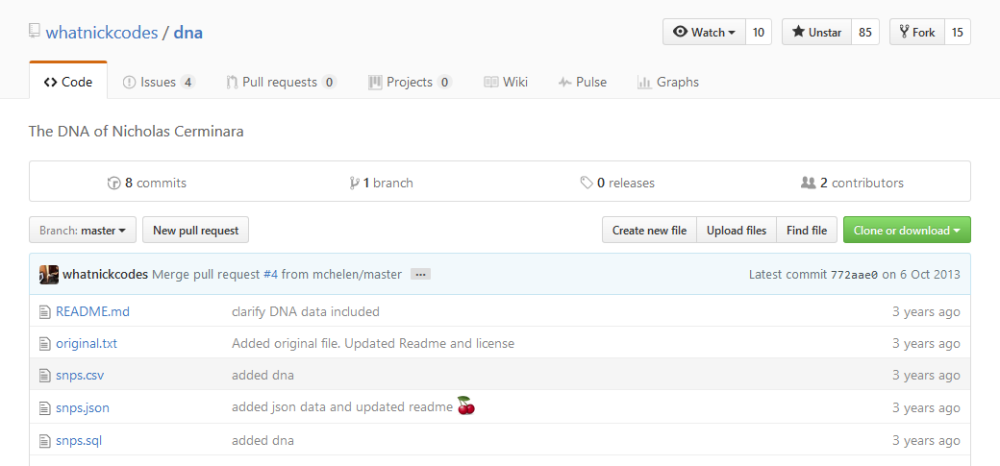 whatnickcodes / dna
Watch 10 Unstar 85 Fork 15
Code Issues 4 Pull requests 0 Projects 0 Wiki Pulse Graphs
The DNA of Nicholas Cerminara
8 commits 1 branch 0 releases 2 contributors
Branch: master New pull request Create new file Upload files Find file Clone or download
whatnickcodes Merge pull request #4 from mchelen/master ... Latest commit 772aae0 on 6 Oct 2013
README.md clarify DNA data included 3 years ago
original.txt Added original file. Updated Readme and license 3 years ago
snps.csv added dna 3 years ago
snps.json added json data and updated readme 🍒 3 years ago
snps.sql added dna 3 years ago